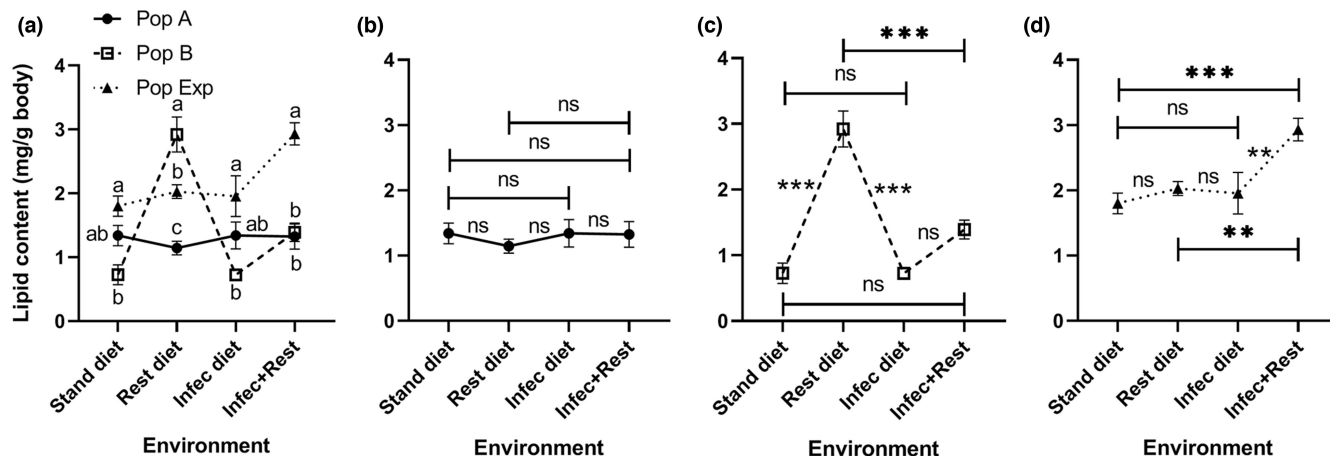 (a)
Pop A
Pop B
Pop Exp
Lipid content (mg/g body)
4
3
2
1
0
a
a
a
a
b
ab
c
ab
b
b
b
b
Stand diet
Rest diet
Infec diet
Infec+Rest
Environment
(b)
4
3
2
1
0
ns
ns
ns
ns
ns
ns
Stand diet
Rest diet
Infec diet
Infec+Rest
Environment
(c)
4
3
2
1
0
***
ns
***
***
ns
ns
Stand diet
Rest diet
Infec diet
Infec+Rest
Environment
(d)
4
3
2
1
0
***
ns
ns
ns
**
**
Stand diet
Rest diet
Infec diet
Infec+Rest
Environment